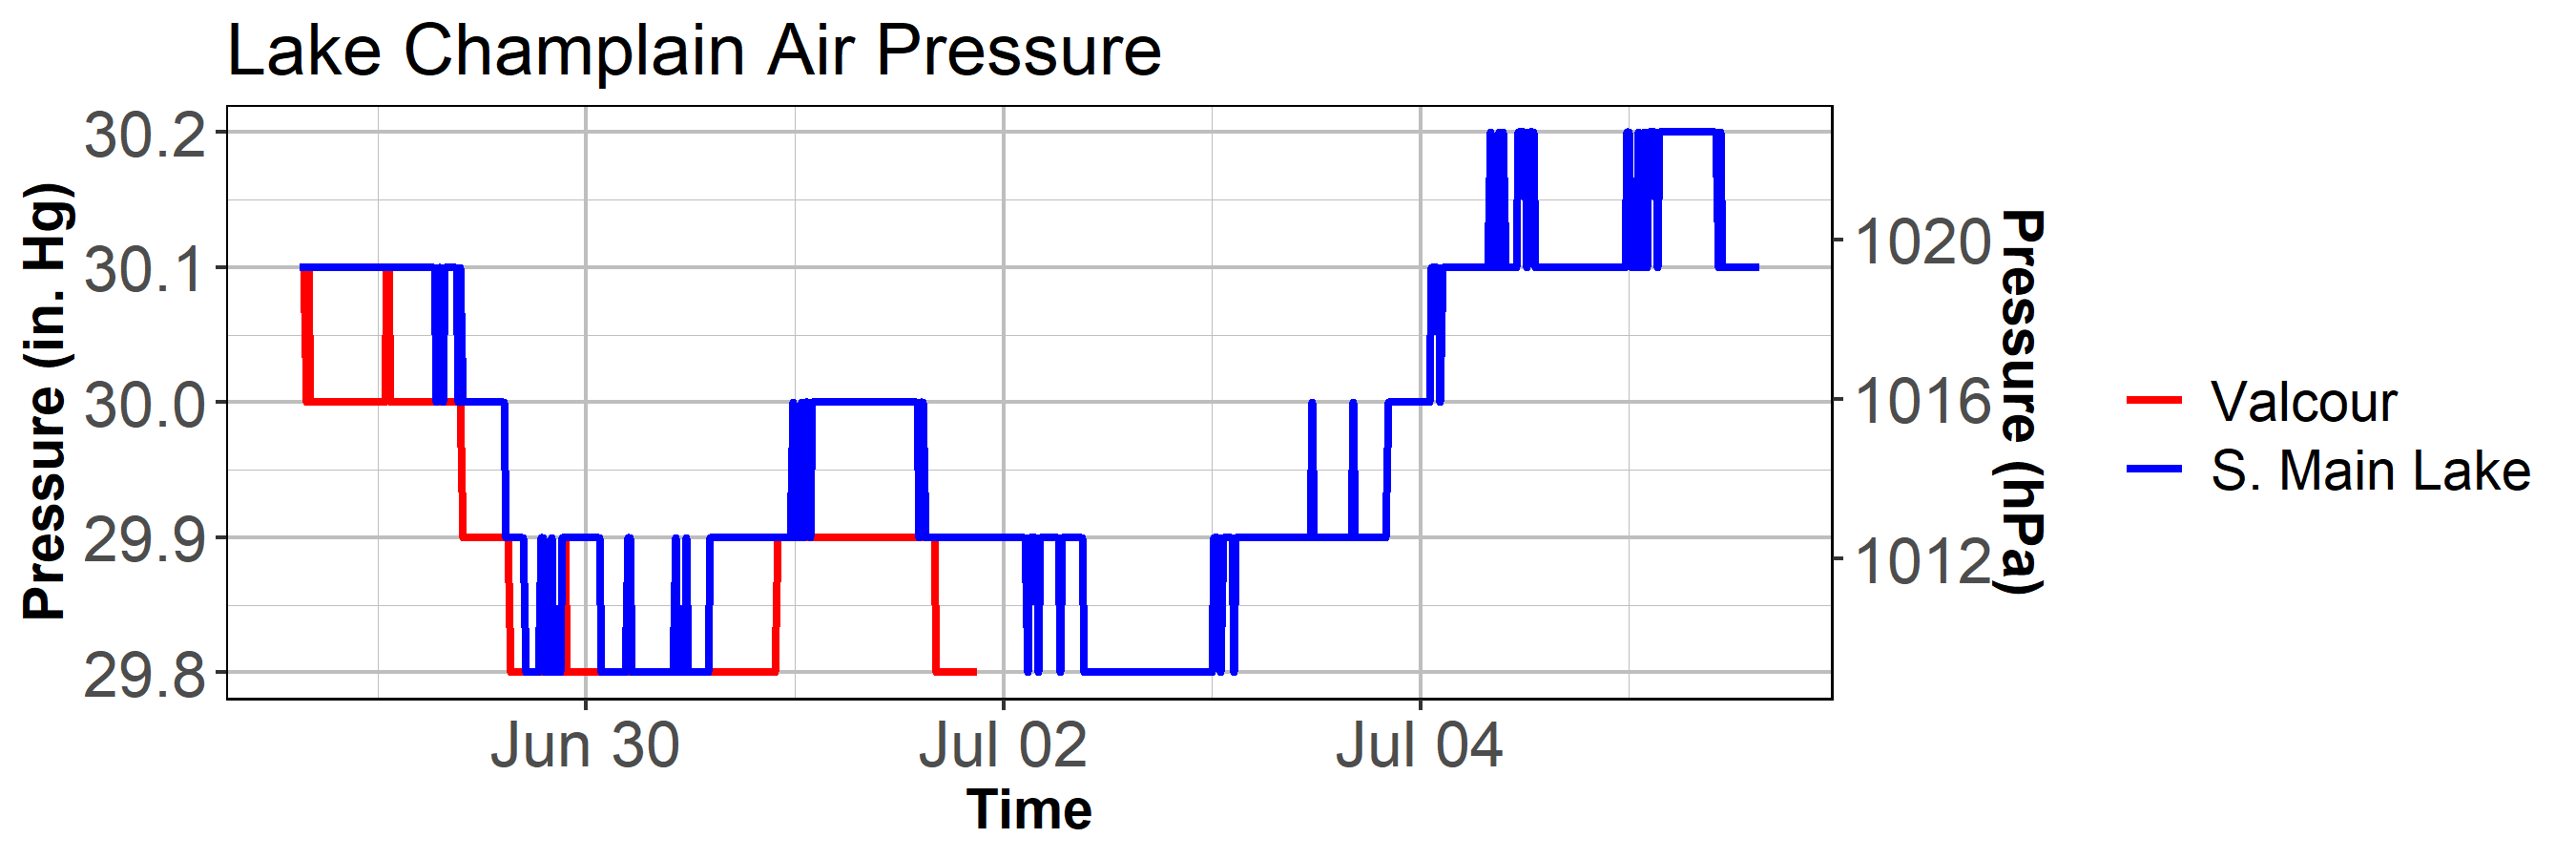 Lake Champlain Air Pressure
Pressure (in. Hg)
30.2
30.1
30.0
29.9
29.8
1020
1016
1012
Pressure (hPa)
Valcour
S. Main Lake
Jun 30
Jul 02
Jul 04
Time